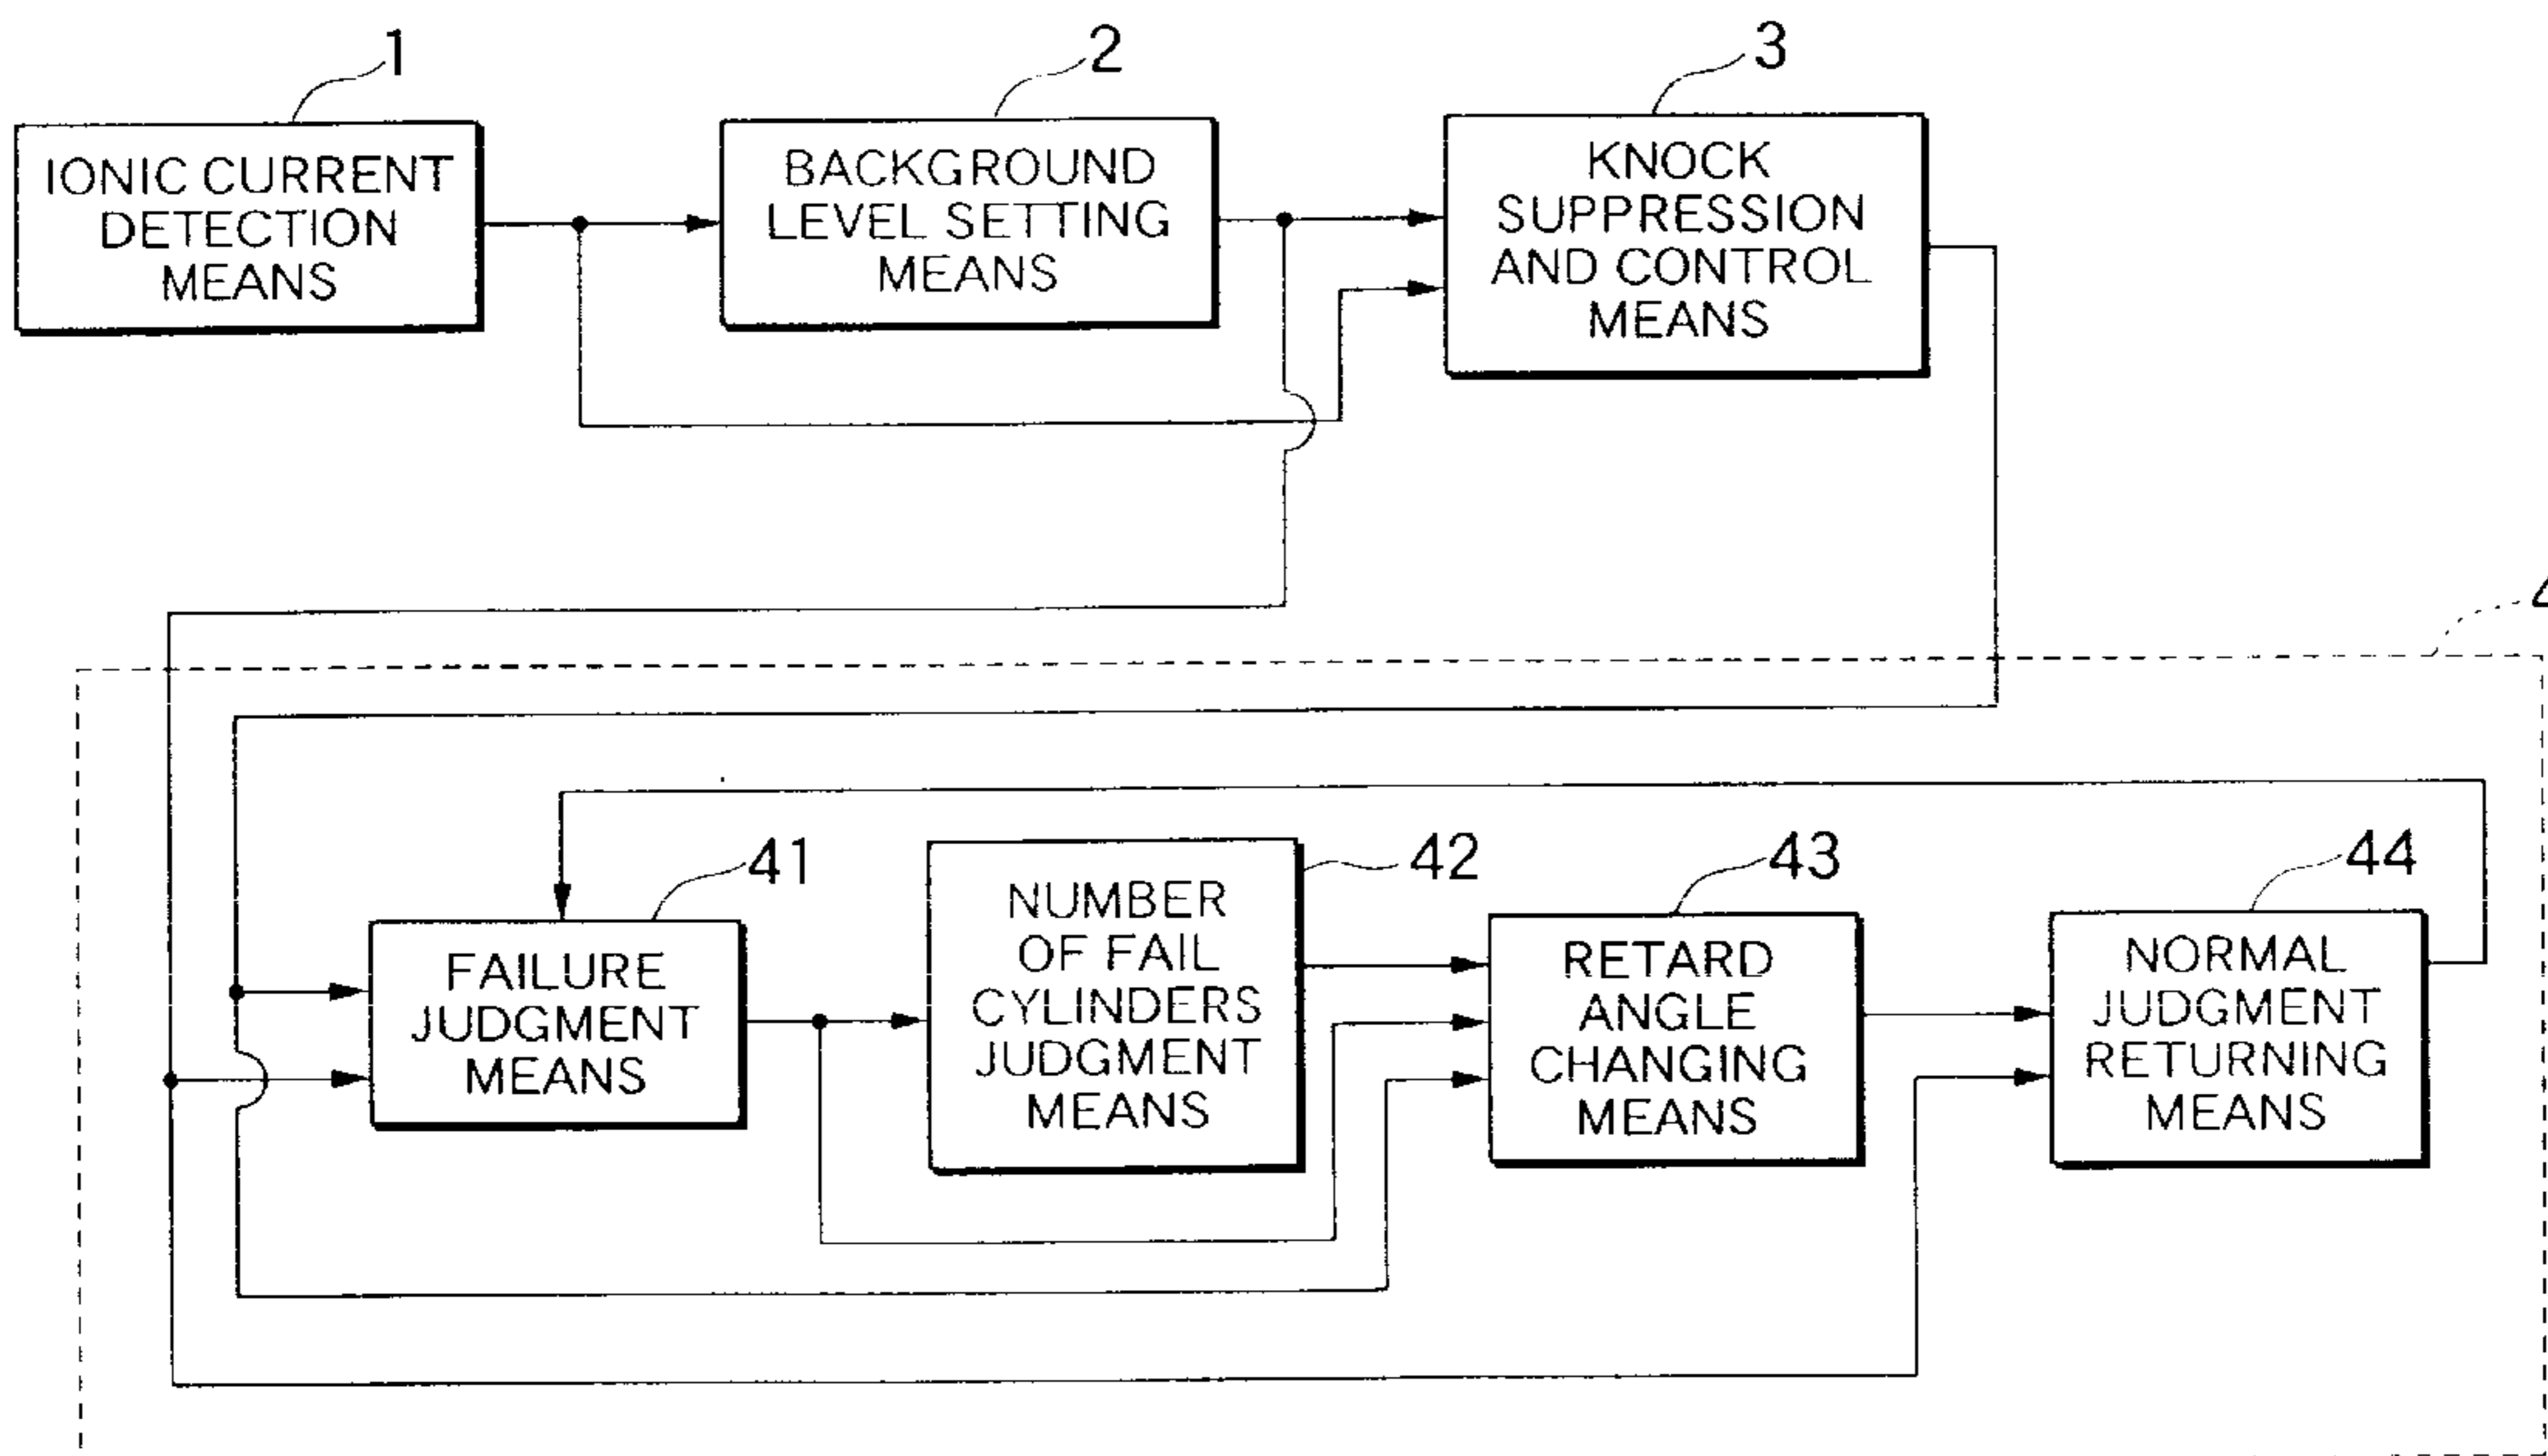 1
2
3
IONIC CURRENT
DETECTION
MEANS
BACKGROUND
LEVEL SETTING
MEANS
KNOCK
SUPPRESSION
AND CONTROL
MEANS
4
41
42
43
44
FAILURE
JUDGMENT
MEANS
NUMBER
OF FAIL
CYLINDERS
JUDGMENT
MEANS
RETARD
ANGLE
CHANGING
MEANS
NORMAL
JUDGMENT
RETURNING
MEANS